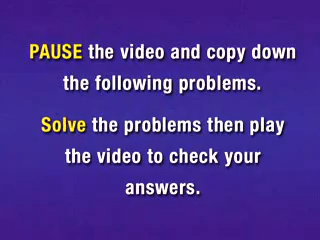 PAUSE the video and copy down
the following problems.
Solve the problems then play
the video to check your
answers.